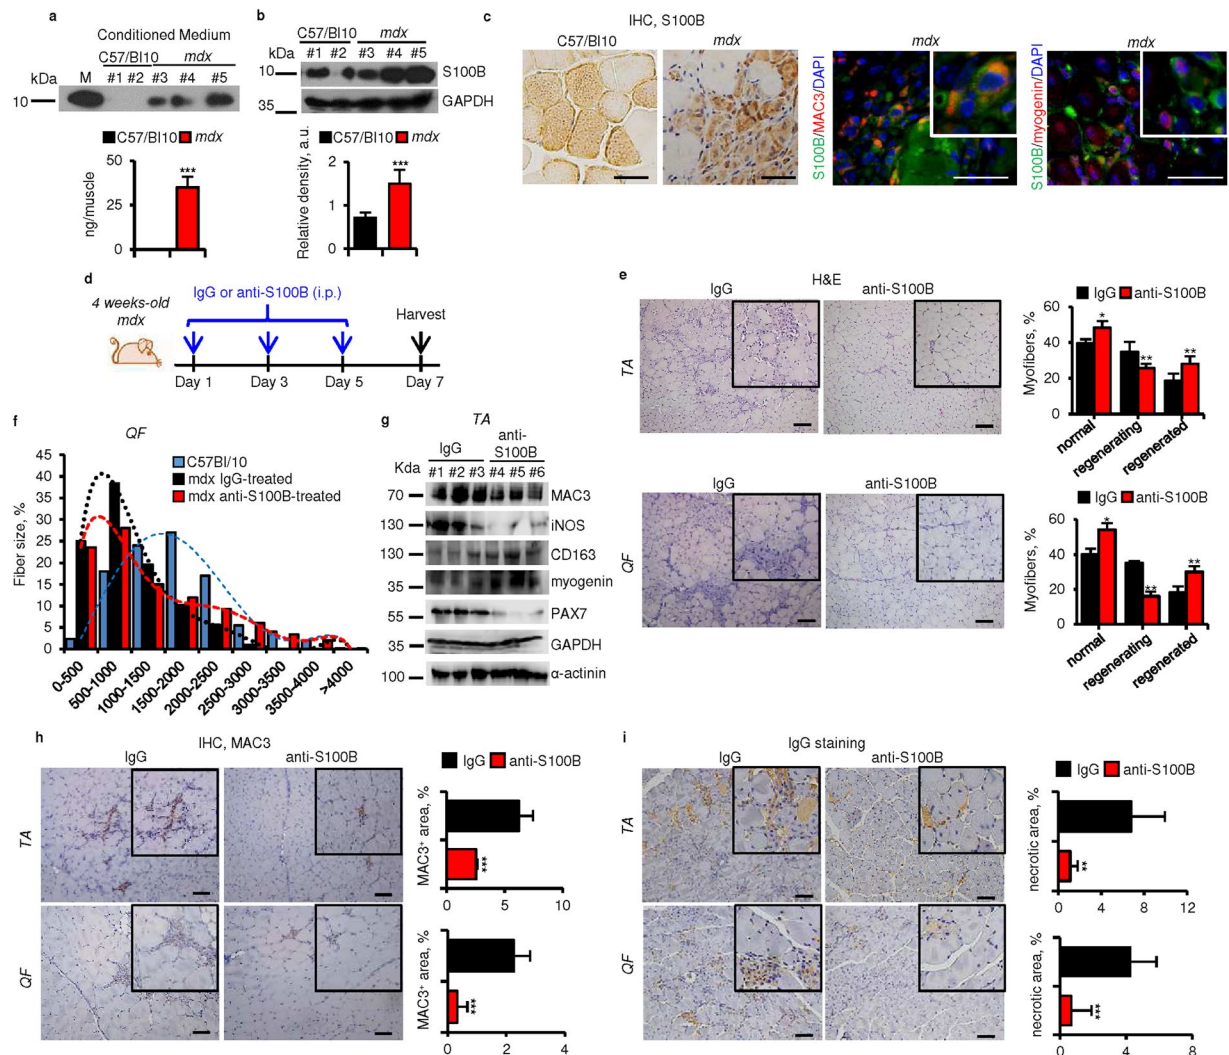 a
Conditioned Medium
C57/Bl10 mdx
kDa M #1 #2 #3 #4 #5
10
C57/Bl10 mdx
ng/muscle
50
25
0
***
b
C57/Bl10 mdx
kDa #1 #2 #3 #4 #5
10 S100B
35 GAPDH
C57/Bl10 mdx
Relative density, a.u.
2
1
0
***
c
IHC, S100B
C57/Bl10 mdx
mdx
S100B/MAC3/DAPI
mdx
S100B/myogenin/DAPI
d
4 weeks-old
mdx
IgG or anti-S100B (i.p.)
Harvest
Day 1 Day 3 Day 5 Day 7
e
H&E
IgG anti-S100B
TA
IgG anti-S100B
Myofibers, %
60
40
20
0
* ** **
normal
regenerating
regenerated
IgG anti-S100B
QF
IgG anti-S100B
Myofibers, %
60
40
20
0
* ** **
normal
regenerating
regenerated
f
QF
C57Bl/10
mdx IgG-treated
mdx anti-S100B-treated
Fiber size, %
45
40
35
30
25
20
15
10
5
0
0-500
500-1000
1000-1500
1500-2000
2000-2500
2500-3000
3000-3500
3500-4000
>4000
g
TA
IgG
anti-
S100B
Kda #1 #2 #3 #4 #5 #6
70 MAC3
130 iNOS
130 CD163
35 myogenin
55 PAX7
35 GAPDH
100 α-actinin
h
IHC, MAC3
IgG anti-S100B
TA
QF
IgG anti-S100B
MAC3+ area, %
***
0 5 10
MAC3+ area, %
***
0 2 4
i
IgG staining
IgG anti-S100B
TA
QF
IgG anti-S100B
necrotic area, %
**
0 4 8 12
necrotic area, %
***
0 4 8